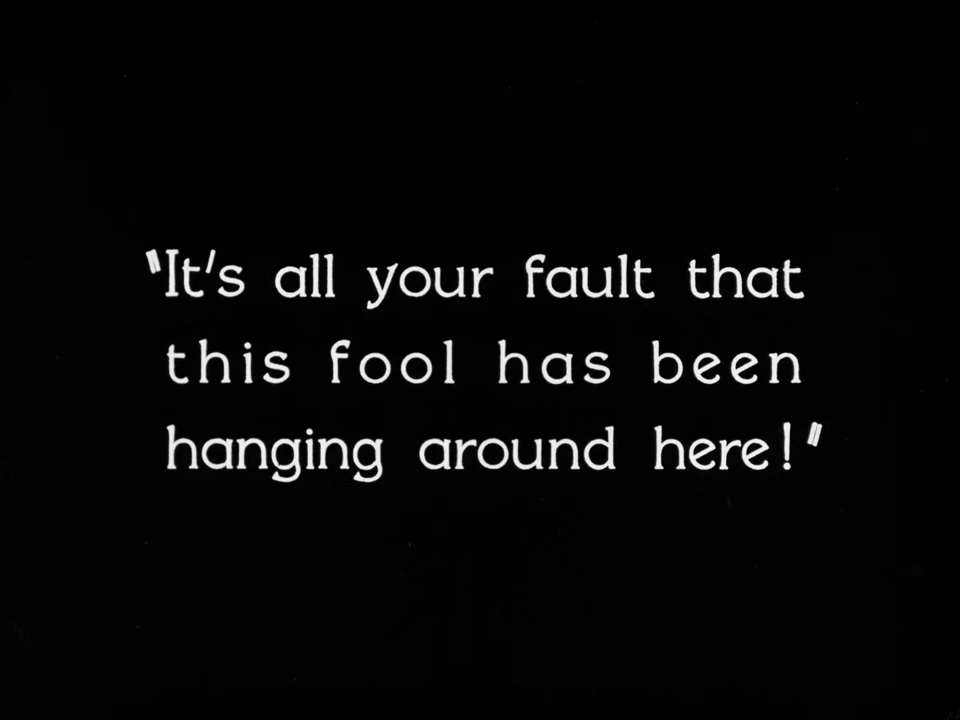 "It's all your fault that
this fool has been
hanging around here!"